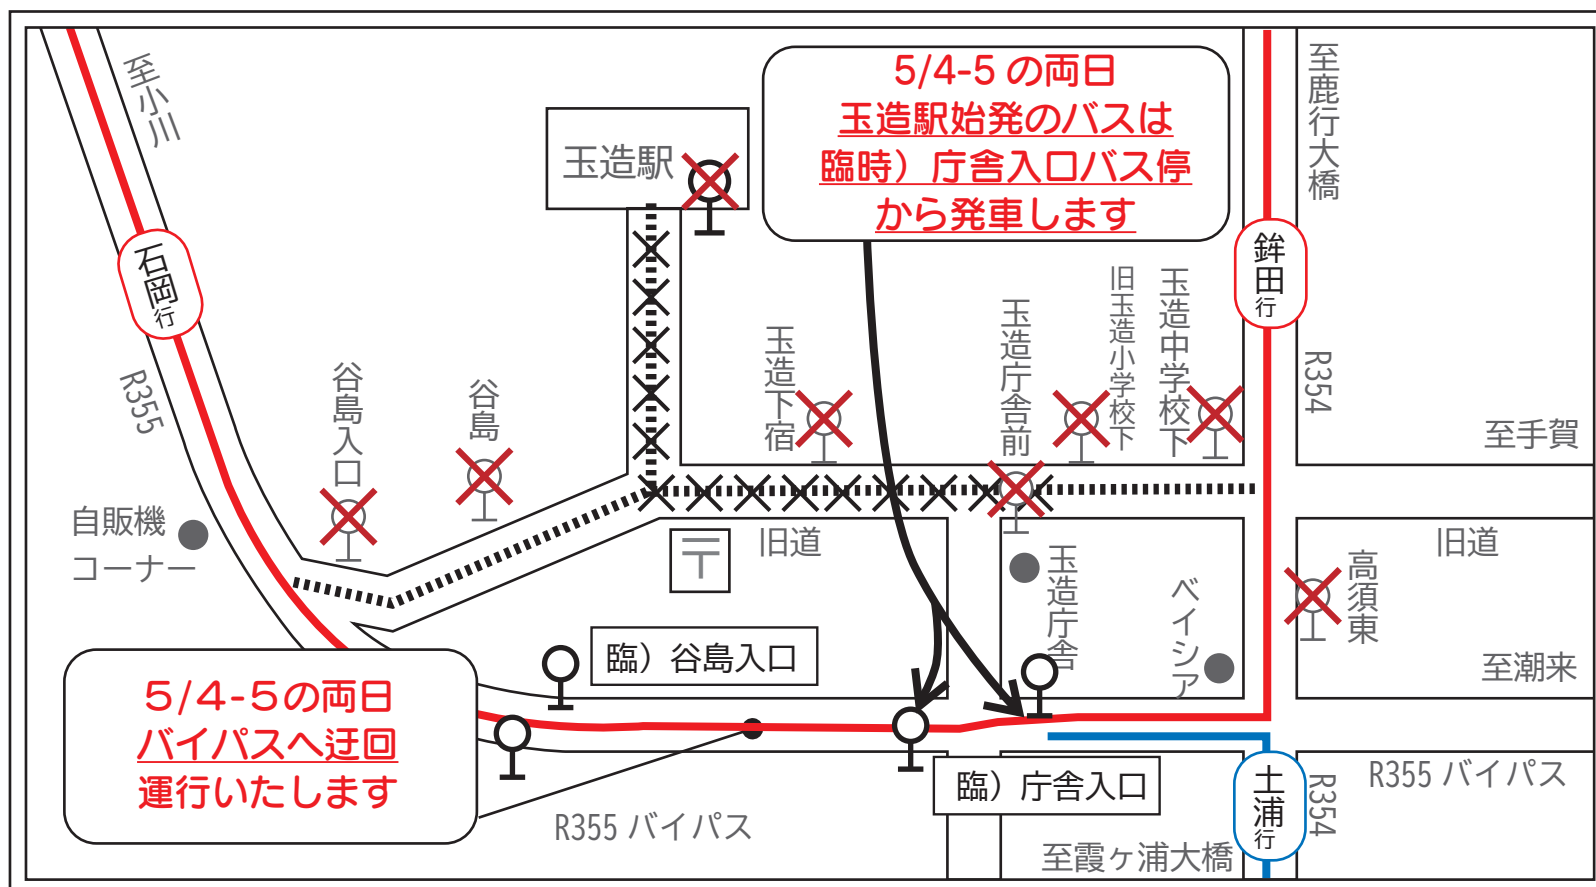 至小川
玉造駅
5/4-5 の両日
玉造駅始発のバスは
臨時）庁舎入口バス停
から発車します
至鹿行大橋
石岡行
鉾田行
R355
R354
谷島入口
谷島
玉造下宿
玉造庁舎前
旧玉造小学校下
玉造中学校下
至手賀
自販機
コーナー
〒
旧道
旧道
玉造庁舎
ベイシア
高須東
至潮来
臨）谷島入口
5/4-5の両日
バイパスへ迂回
運行いたします
臨）庁舎入口
土浦行
R354
R355 バイパス
R355 バイパス
至霞ヶ浦大橋